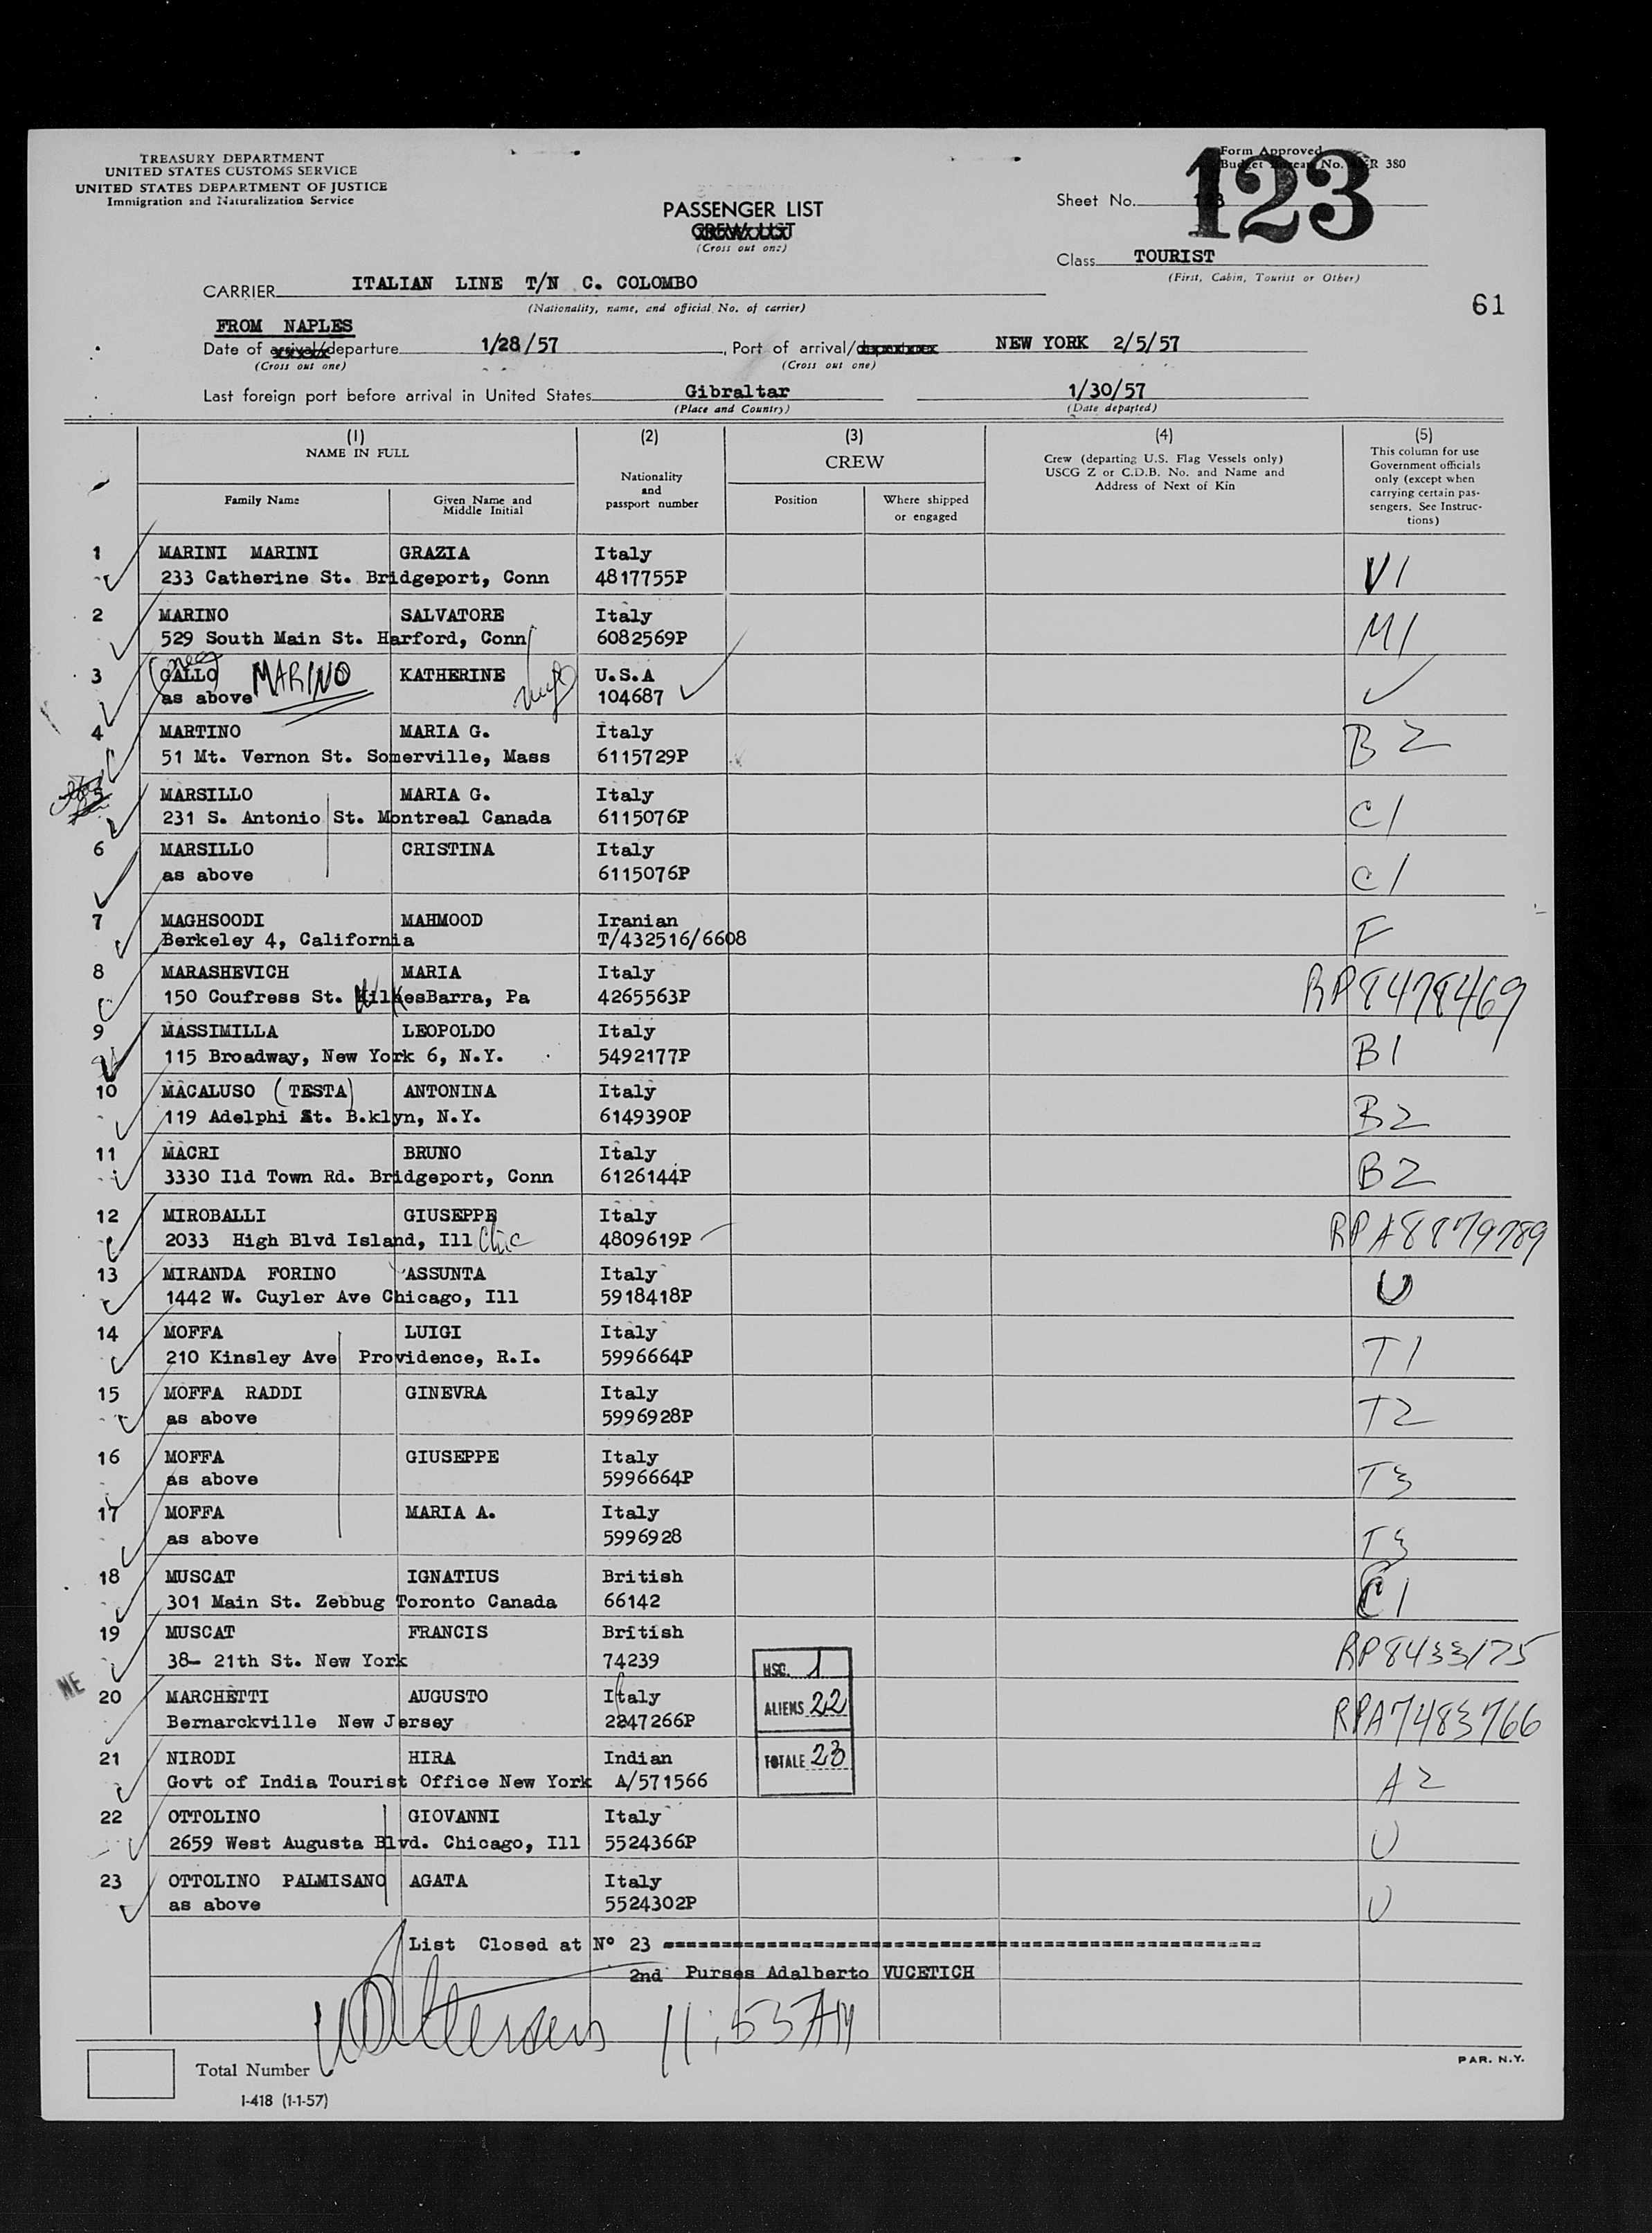 TREASURY DEPARTMENT
UNITED STATES CUSTOMS SERVICE
UNITED STATES DEPARTMENT OF JUSTICE
Immigration and Naturalization Service
Form Approved
Budget Bureau No. R 380
PASSENGER LIST
CREW LIST
(Cross out one)
Sheet No. 123
Class TOURIST
(First, Cabin, Tourist or Other)
CARRIER ITALIAN LINE T/N C. COLOMBO
(Nationality, name, and official No. of carrier)
61
FROM NAPLES
Date of arrival/departure 1/28/57, Port of arrival/departure NEW YORK 2/5/57
(Cross out one) (Cross out one)
Last foreign port before arrival in United States Gibraltar 1/30/57
(Place and Country) (Date departed)
(1) NAME IN FULL
Family Name
Given Name and Middle Initial
(2)
Nationality and passport number
(3)
CREW
Position
Where shipped or engaged
(4)
Crew (departing U.S. Flag Vessels only)
USCG Z or C.D.B. No. and Name and
Address of Next of Kin
(5)
This column for use
Government officials
only (except when
carrying certain pas-
sengers. See Instruc-
tions)
1 MARINI MARINI GRAZIA Italy V1
233 Catherine St. Bridgeport, Conn 4817755P
2 MARINO SALVATORE Italy M1
529 South Main St. Harford, Conn 6082569P
3 (nee GALLO) MARINO KATHERINE U.S.A
as above 104687
4 MARTINO MARIA G. Italy B2
51 Mt. Vernon St. Somerville, Mass 6115729P
5 MARSILLO MARIA G. Italy C1
231 S. Antonio St. Montreal Canada 6115076P
6 MARSILLO CRISTINA Italy C1
as above 6115076P
7 MAGHSOODI MAHMOOD Iranian F
Berkeley 4, California T/432516/6608
8 MARASHEVICH MARIA Italy RP8478469
150 Coufress St. WilkesBarra, Pa 4265563P
9 MASSIMILLA LEOPOLDO Italy B1
115 Broadway, New York 6, N.Y. 5492177P
10 MACALUSO (TESTA) ANTONINA Italy B2
119 Adelphi St. B.klyn, N.Y. 6149390P
11 MACRI BRUNO Italy B2
3330 Ild Town Rd. Bridgeport, Conn 6126144P
12 MIROBALLI GIUSEPPE Italy RPA8879789
2033 High Blvd Island, Ill Chic 4809619P
13 MIRANDA FORINO ASSUNTA Italy U
1442 W. Cuyler Ave Chicago, Ill 5918418P
14 MOFFA LUIGI Italy T1
210 Kinsley Ave Providence, R.I. 5996664P
15 MOFFA RADDI GINEVRA Italy T2
as above 5996928P
16 MOFFA GIUSEPPE Italy T3
as above 5996664P
17 MOFFA MARIA A. Italy T3
as above 5996928
18 MUSCAT IGNATIUS British C1
301 Main St. Zebbug Toronto Canada 66142
19 MUSCAT FRANCIS British RP8433175
38- 21th St. New York 74239
NE
20 MARCHETTI AUGUSTO Italy RPA7483766
Bernarckville New Jersey 2247266P
USC. 1
ALIENS 22
TOTALE 23
21 NIRODI HIRA Indian A2
Govt of India Tourist Office New York A/571566
22 OTTOLINO GIOVANNI Italy U
2659 West Augusta Blvd. Chicago, Ill 5524366P
23 OTTOLINO PALMISANO AGATA Italy U
as above 5524302P
List Closed at Nº 23 ================
2nd Purses Adalberto VUCETICH
11:53 AM
Total Number
I-418 (1-1-57)
PAR. N.Y.